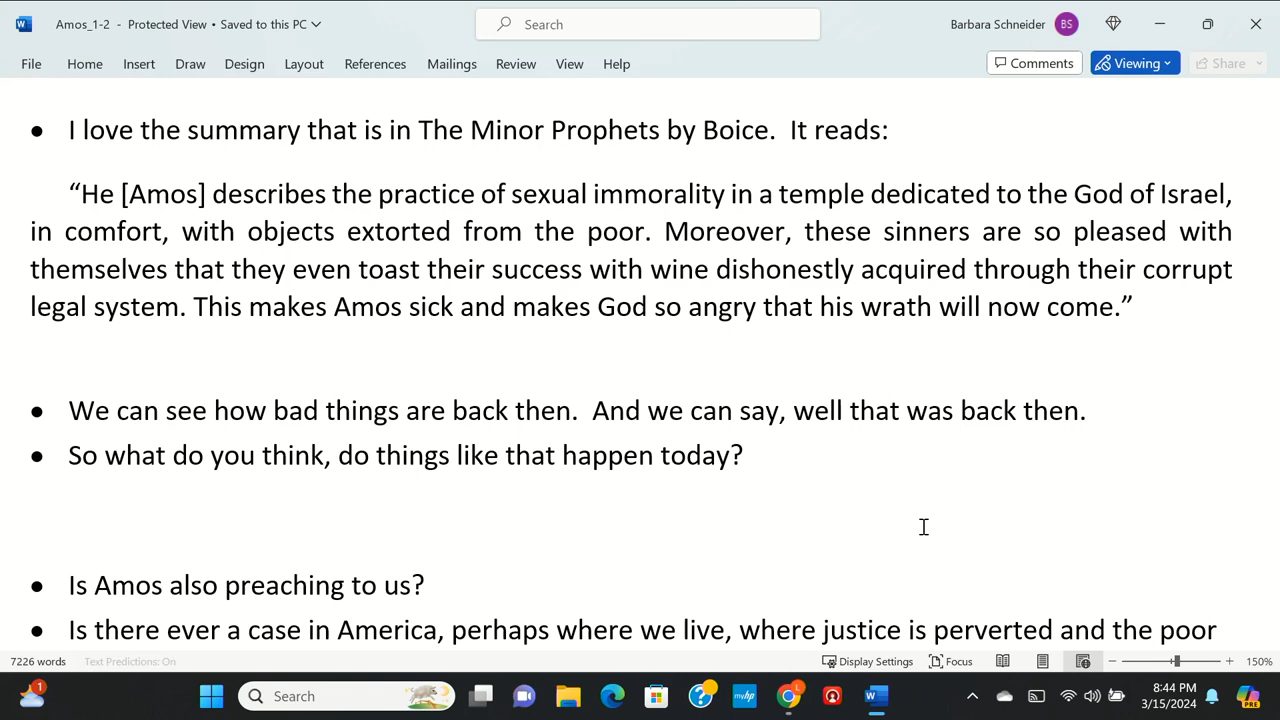 Amos_1-2 • Protected View • Saved to this PC
Search
Barbara Schneider
BS
File Home Insert Draw Design Layout References Mailings Review View Help
Comments
Viewing
Share
• I love the summary that is in The Minor Prophets by Boice.  It reads:
“He [Amos] describes the practice of sexual immorality in a temple dedicated to the God of Israel,
in comfort, with objects extorted from the poor. Moreover, these sinners are so pleased with
themselves that they even toast their success with wine dishonestly acquired through their corrupt
legal system. This makes Amos sick and makes God so angry that his wrath will now come.”
• We can see how bad things are back then.  And we can say, well that was back then.
• So what do you think, do things like that happen today?
• Is Amos also preaching to us?
• Is there ever a case in America, perhaps where we live, where justice is perverted and the poor
7226 words
Text Predictions: On
Display Settings
Focus
150%
1
Search
myhp
8:44 PM
3/15/2024
PRE